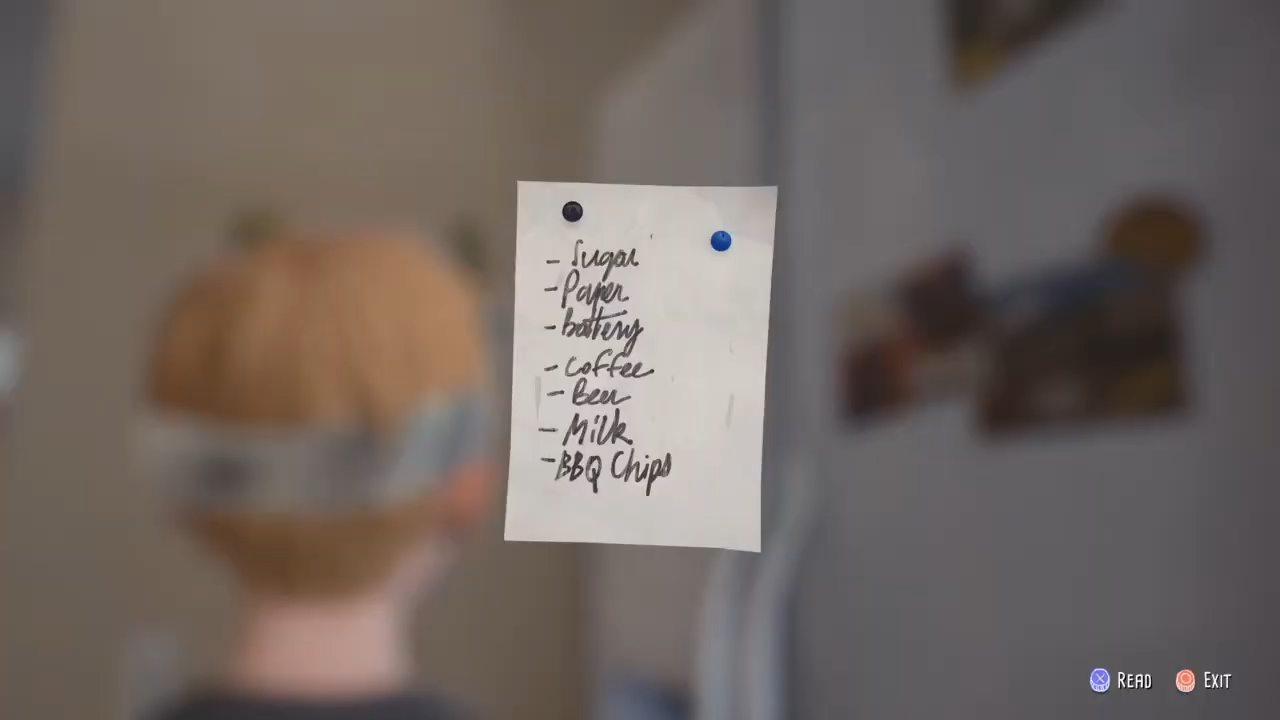 - Sugar
- Paper
- battery
- Coffee
- Beer
- Milk
- BBQ Chips
READ EXIT